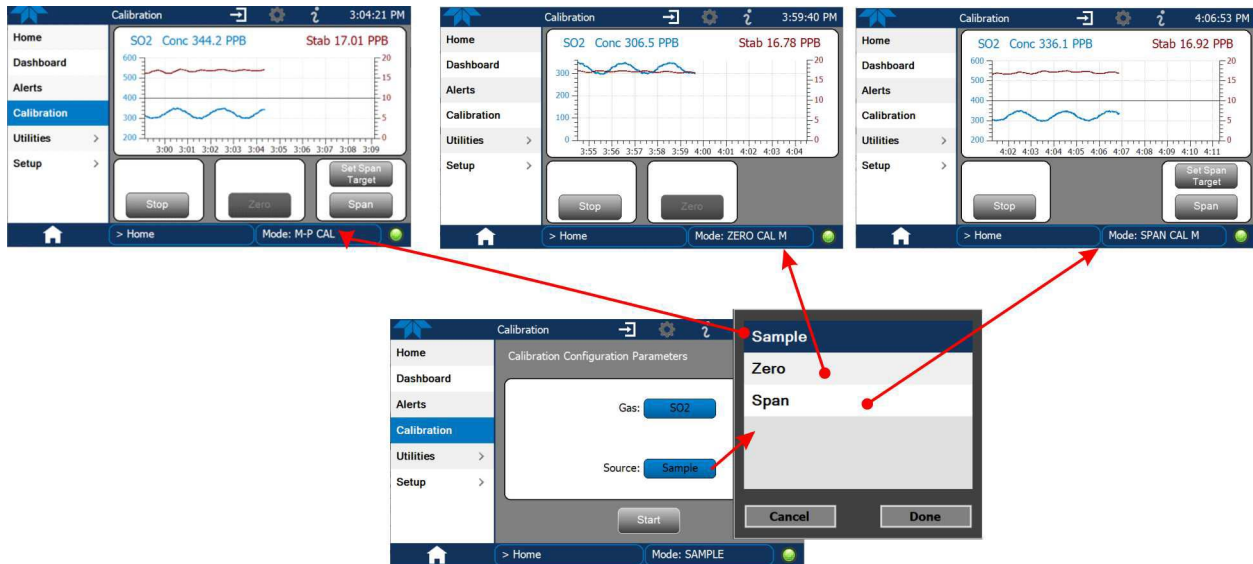 Calibration 3:04:21 PM
Home
Dashboard
Alerts
Calibration
Utilities >
Setup >
SO2 Conc 344.2 PPB Stab 17.01 PPB
600 20
500 15
400 10
300 5
200 0
3:00 3:01 3:02 3:03 3:04 3:05 3:06 3:07 3:08 3:09
Stop
Zero
Set Span
Target
Span
> Home
Mode: M-P CAL
Calibration 3:59:40 PM
Home
Dashboard
Alerts
Calibration
Utilities >
Setup >
SO2 Conc 306.5 PPB Stab 16.78 PPB
20
300 15
200 10
100 5
0 0
3:55 3:56 3:57 3:58 3:59 4:00 4:01 4:02 4:03 4:04
Stop
Zero
> Home
Mode: ZERO CAL M
Calibration 4:06:53 PM
Home
Dashboard
Alerts
Calibration
Utilities >
Setup >
SO2 Conc 336.1 PPB Stab 16.92 PPB
600 20
500 15
400 10
300 5
200 0
4:02 4:03 4:04 4:05 4:06 4:07 4:08 4:09 4:10 4:11
Stop
Set Span
Target
Span
> Home
Mode: SPAN CAL M
Calibration
Home
Dashboard
Alerts
Calibration
Utilities >
Setup >
Calibration Configuration Parameters
Gas: SO2
Source: Sample
Start
> Home
Mode: SAMPLE
Sample
Zero
Span
Cancel
Done